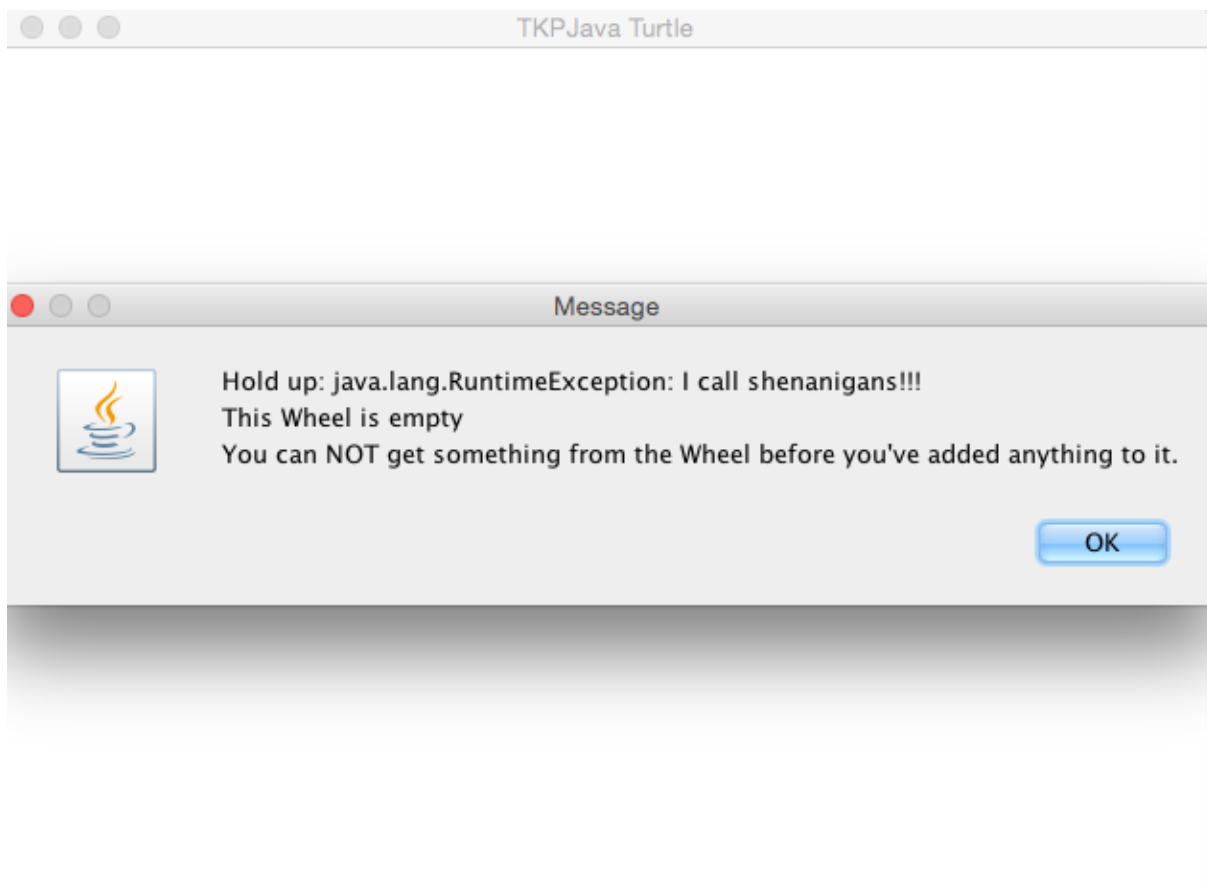 TKPJava Turtle
Message
Hold up: java.lang.RuntimeException: I call shenanigans!!!
This Wheel is empty
You can NOT get something from the Wheel before you've added anything to it.
OK